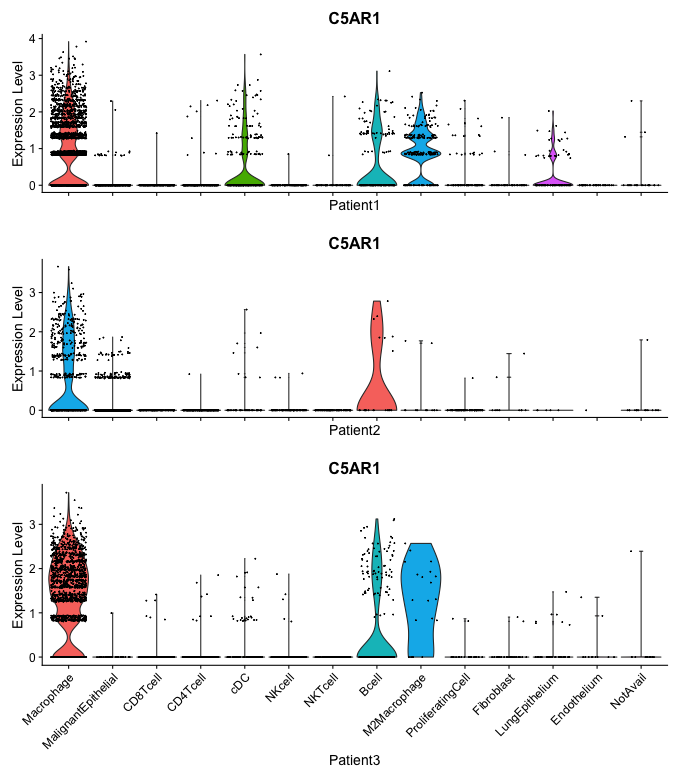 C5AR1
Expression Level
4
3
2
1
0
Patient1
C5AR1
Expression Level
3
2
1
0
Patient2
C5AR1
Expression Level
3
2
1
0
Macrophage
MalignantEpithelial
CD8Tcell
CD4Tcell
cDC
NKcell
NKTcell
Bcell
M2Macrophage
ProliferatingCell
Fibroblast
LungEpithelium
Endothelium
NotAvail
Patient3